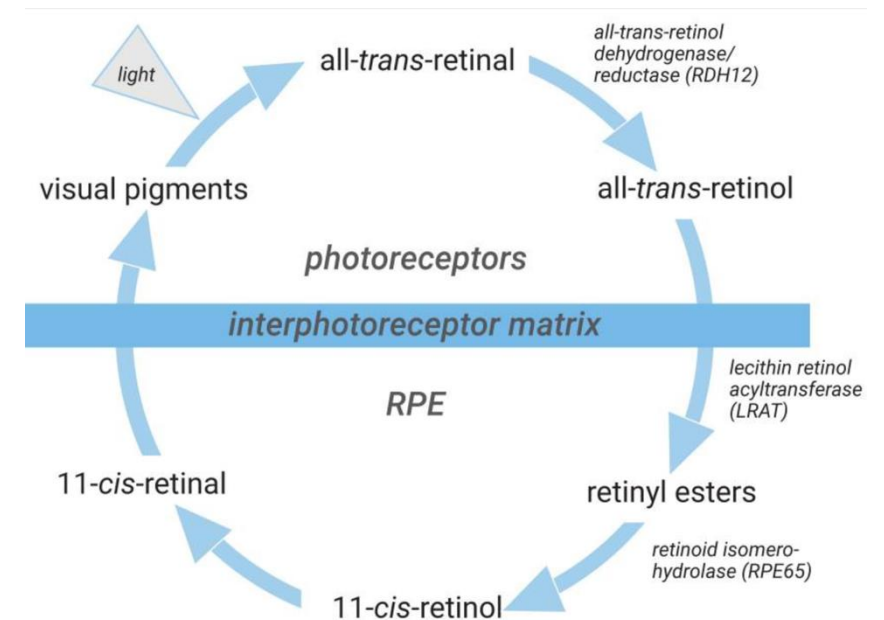 all-trans-retinol
dehydrogenase/
reductase (RDH12)
all-trans-retinal
light
visual pigments
all-trans-retinol
photoreceptors
interphotoreceptor matrix
lecithin retinol
acyltransferase
(LRAT)
RPE
11-cis-retinal
retinyl esters
retinoid isomero-
hydrolase (RPE65)
11-cis-retinol